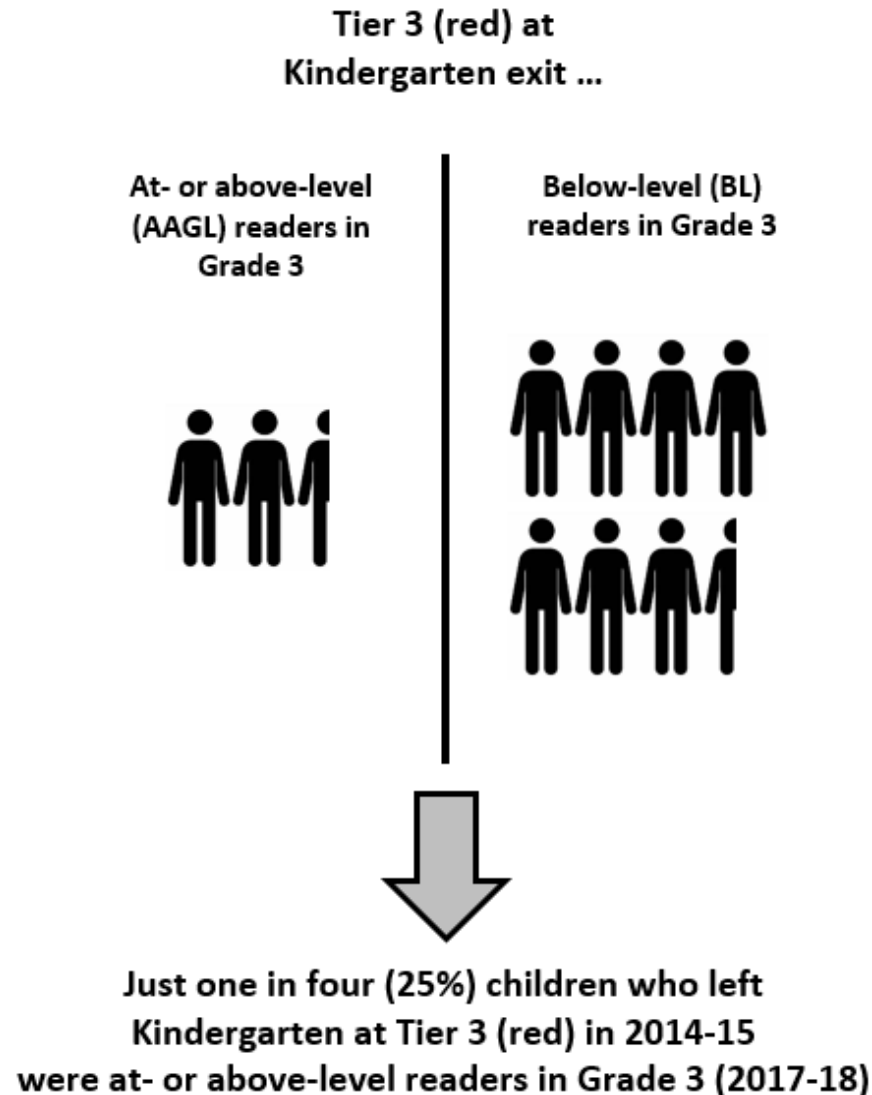 Tier 3 (red) at
Kindergarten exit ...
At- or above-level
(AAGL) readers in
Grade 3
Below-level (BL)
readers in Grade 3
Just one in four (25%) children who left
Kindergarten at Tier 3 (red) in 2014-15
were at- or above-level readers in Grade 3 (2017-18)